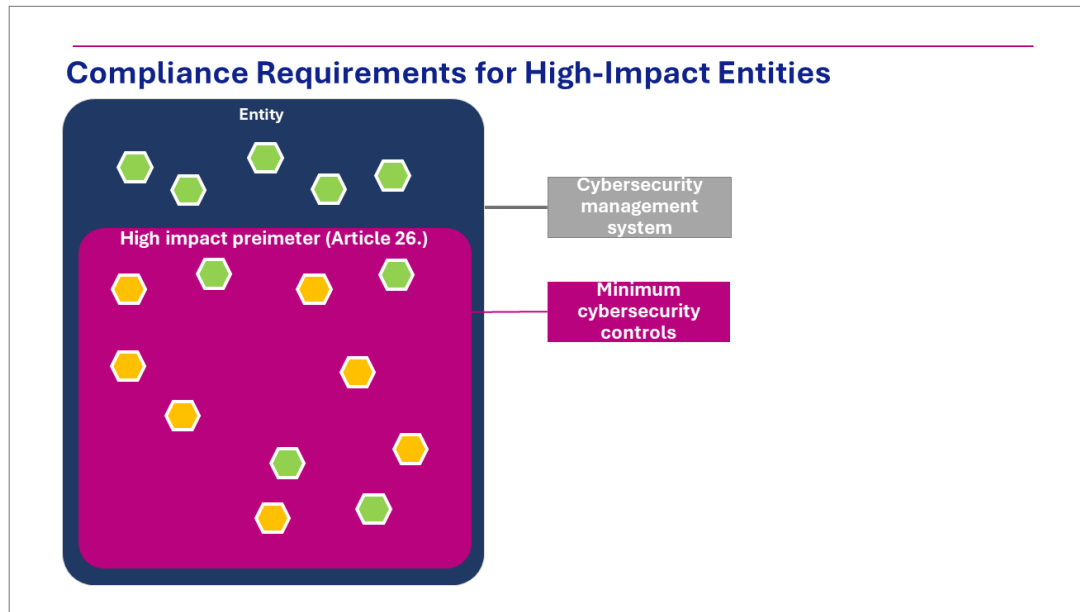 Compliance Requirements for High-Impact Entities
Entity
Cybersecurity
management
system
High impact preimeter (Article 26.)
Minimum
cybersecurity
controls